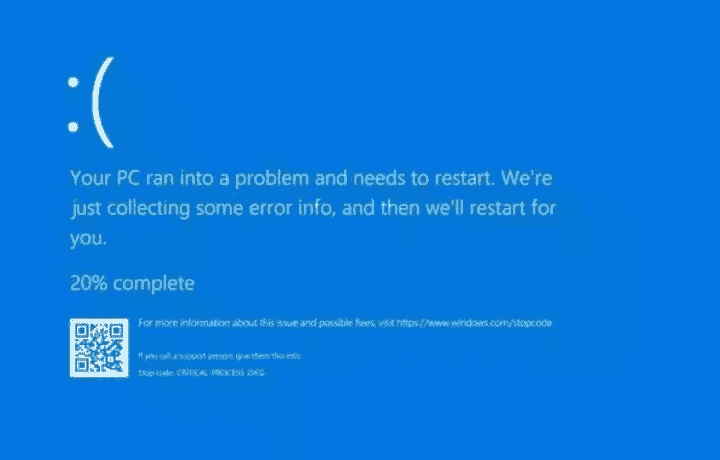 :(
Your PC ran into a problem and needs to restart. We're
just collecting some error info, and then we'll restart for
you.
20% complete
For more information about this issue and possible fixes, visit https://www.windows.com/stopcode
If you call a support person, give them this info:
Stop code: CRITICAL PROCESS DIED